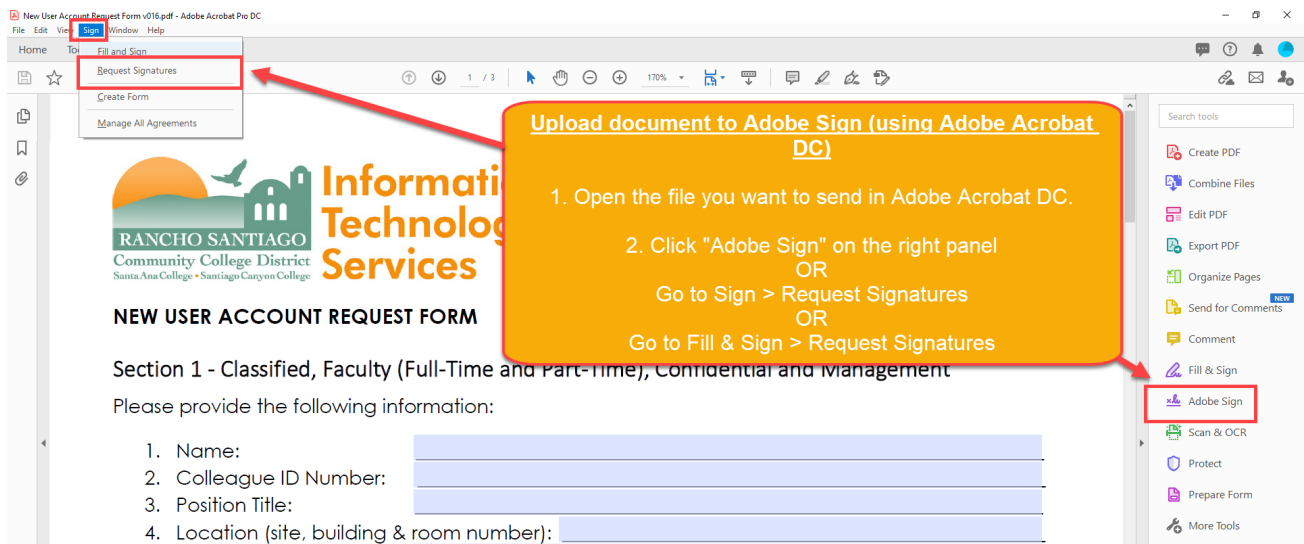 New User Account Request Form v016.pdf - Adobe Acrobat Pro DC
File Edit View Sign Window Help
Home
Fill and Sign
Request Signatures
Create Form
Manage All Agreements
1 / 3
170%
Search tools
Create PDF
Combine Files
Edit PDF
Export PDF
Organize Pages
NEW
Send for Comments
Comment
Fill & Sign
Adobe Sign
Scan & OCR
Protect
Prepare Form
More Tools
Upload document to Adobe Sign (using Adobe Acrobat
DC)
1. Open the file you want to send in Adobe Acrobat DC.
2. Click "Adobe Sign" on the right panel
OR
Go to Sign > Request Signatures
OR
Go to Fill & Sign > Request Signatures
RANCHO SANTIAGO
Community College District
Santa Ana College • Santiago Canyon College
Informati
Technolog
Services
NEW USER ACCOUNT REQUEST FORM
Section 1 - Classified, Faculty (Full-Time and Part-Time), Confidential and Management
Please provide the following information:
1. Name:
2. Colleague ID Number:
3. Position Title:
4. Location (site, building & room number):